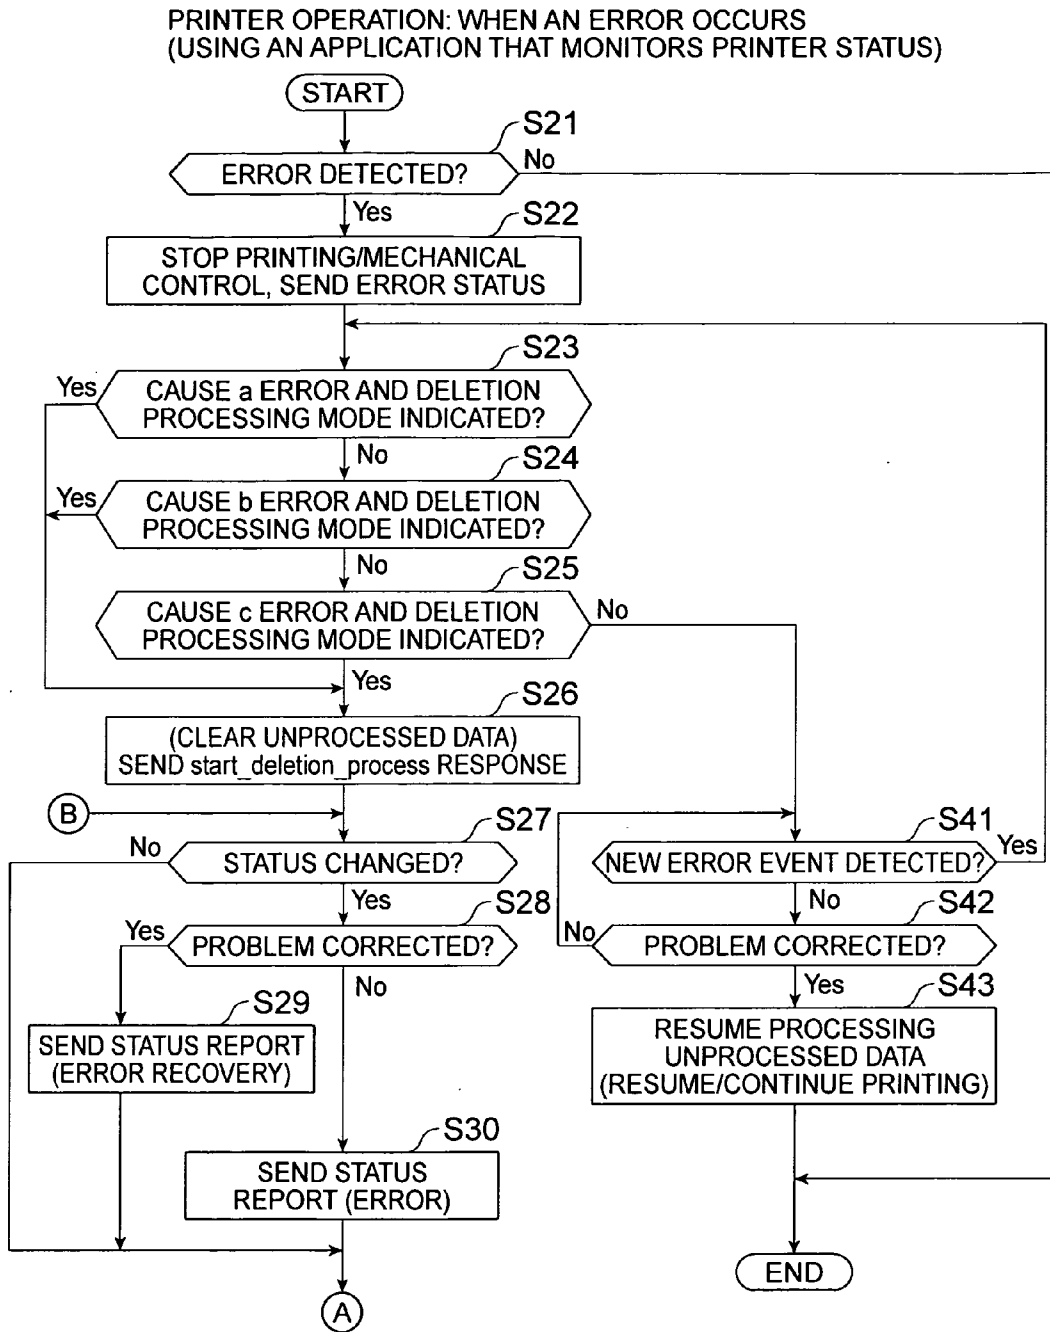 PRINTER OPERATION: WHEN AN ERROR OCCURS
(USING AN APPLICATION THAT MONITORS PRINTER STATUS)
START
S21
ERROR DETECTED?
No
Yes
S22
STOP PRINTING/MECHANICAL
CONTROL, SEND ERROR STATUS
S23
Yes
CAUSE a ERROR AND DELETION
PROCESSING MODE INDICATED?
No
S24
Yes
CAUSE b ERROR AND DELETION
PROCESSING MODE INDICATED?
No
S25
CAUSE c ERROR AND DELETION
PROCESSING MODE INDICATED?
No
Yes
S26
(CLEAR UNPROCESSED DATA)
SEND start_deletion_process RESPONSE
B
S27
No
STATUS CHANGED?
Yes
S28
Yes
PROBLEM CORRECTED?
No
S29
SEND STATUS REPORT
(ERROR RECOVERY)
S30
SEND STATUS
REPORT (ERROR)
A
S41
NEW ERROR EVENT DETECTED?
Yes
No
S42
No
PROBLEM CORRECTED?
Yes
S43
RESUME PROCESSING
UNPROCESSED DATA
(RESUME/CONTINUE PRINTING)
END